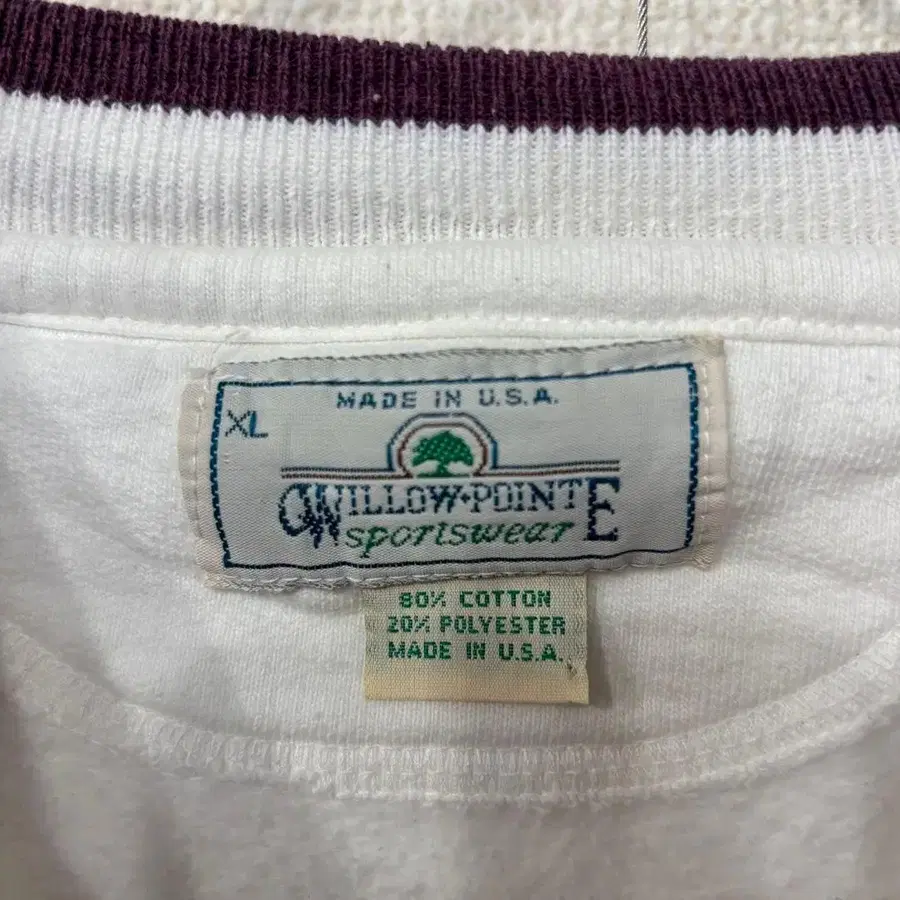 MADE IN U.S.A.
XL
WILLOW·POINTE
sportswear
80% COTTON
20% POLYESTER
MADE IN U.S.A.